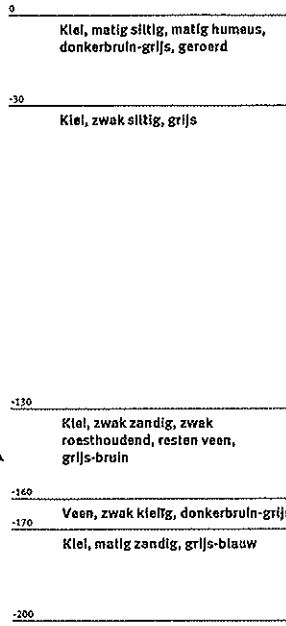 0
Klei, matig siltig, matig humeus,
donkerbruin-grijs, geroerd
-30
Klei, zwak siltig, grijs
-130
Klei, zwak zandig, zwak
roesthoudend, resten veen,
grijs-bruin
-160
Veen, zwak kleiïg, donkerbruin-grijs
-170
Klei, matig zandig, grijs-blauw
-200